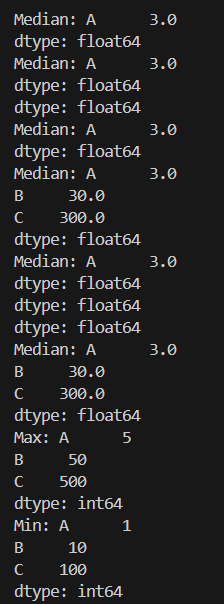 Median: A      3.0
dtype: float64
Median: A      3.0
dtype: float64
dtype: float64
Median: A      3.0
dtype: float64
Median: A      3.0
B     30.0
C    300.0
dtype: float64
Median: A      3.0
dtype: float64
dtype: float64
dtype: float64
Median: A      3.0
B     30.0
C    300.0
dtype: float64
Max: A      5
B     50
C    500
dtype: int64
Min: A      1
B     10
C    100
dtype: int64